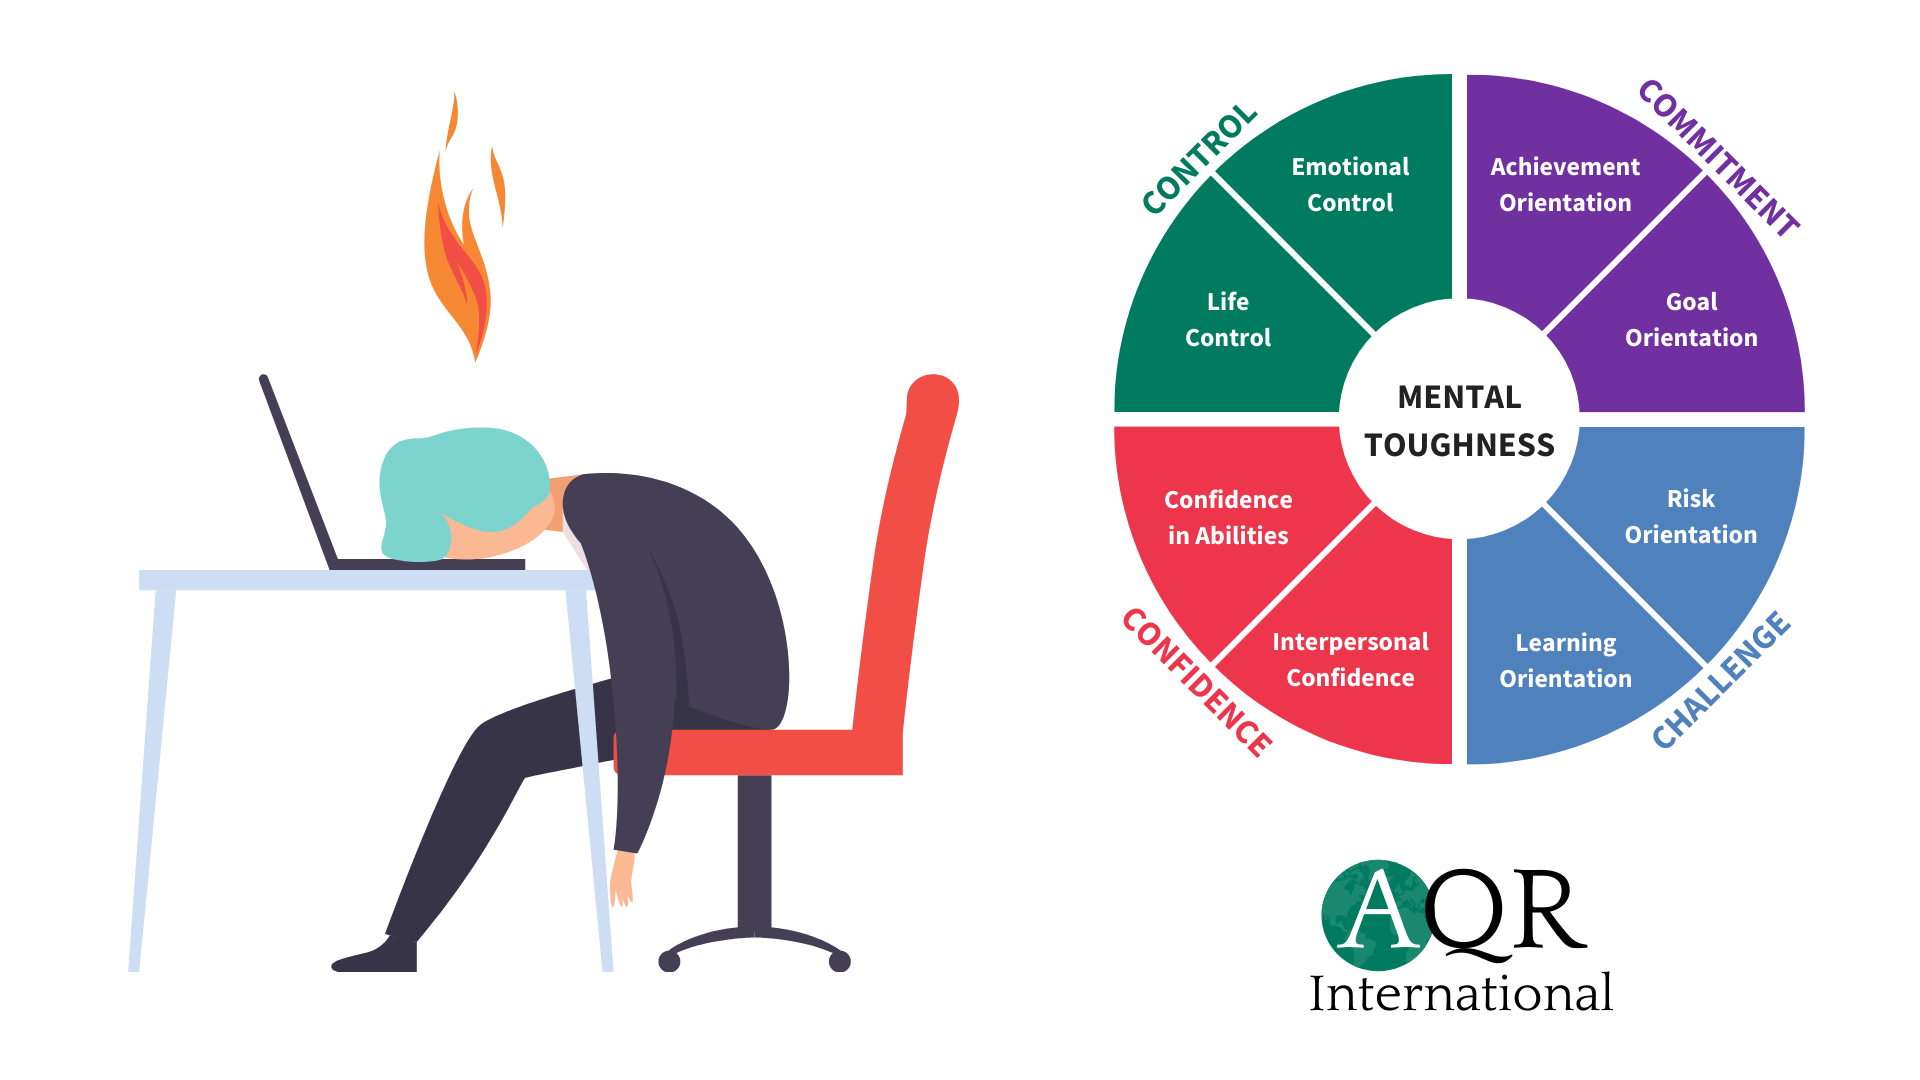 CONTROL
COMMITMENT
Emotional
Control
Achievement
Orientation
Life
Control
Goal
Orientation
MENTAL
TOUGHNESS
Confidence
in Abilities
Risk
Orientation
Interpersonal
Confidence
Learning
Orientation
CONFIDENCE
CHALLENGE
AQR
International